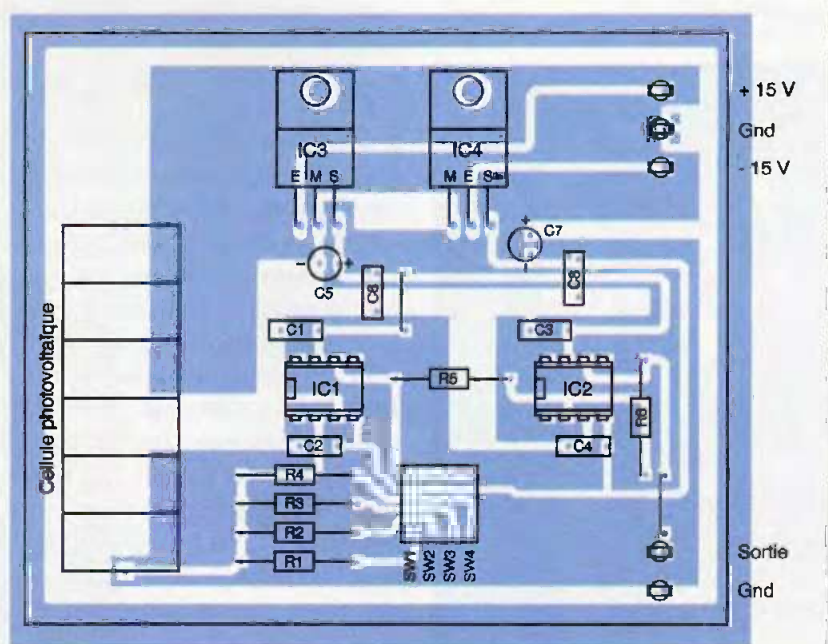 + 15 V
Gnd
IC3
IC4
- 15 V
E M S
M E S
+
C7
-
- +
C5
C6
C8
Cellule photovoltaïque
C1
C3
IC1
R5
IC2
R6
C2
C4
R4
R3
R2
R1
SW1
SW2
SW3
SW4
Sortie
Gnd